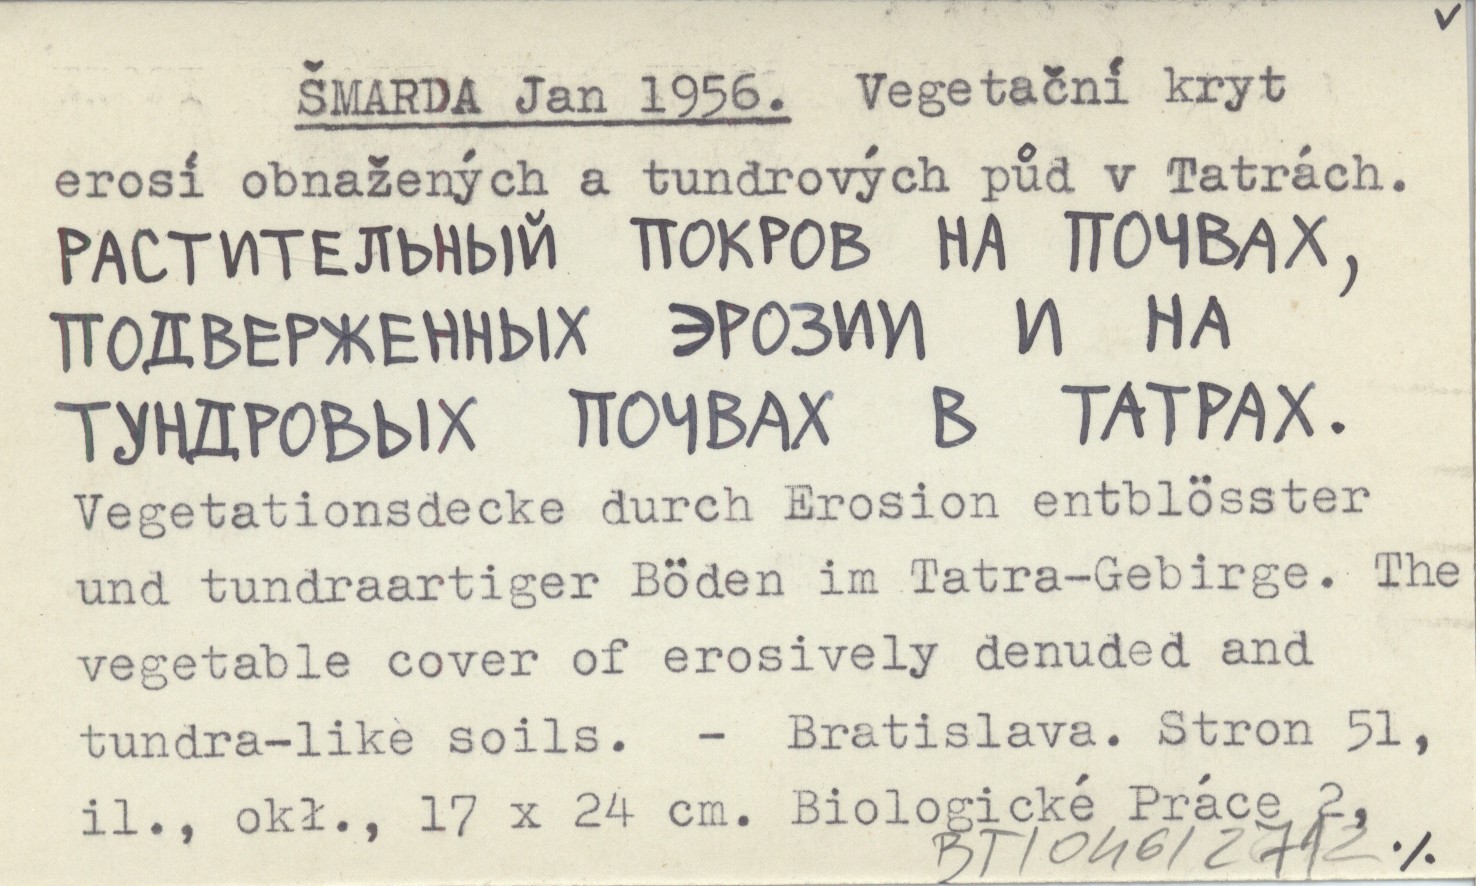 ŠMARDA Jan 1956. Vegetační kryt
erosí obnažených a tundrových půd v Tatrách.
РАСТИТЕЛЬНЫЙ ПОКРОВ НА ПОЧВАХ,
ПОДВЕРЖЕННЫХ ЭРОЗИИ И НА
ТУНДРОВЫХ ПОЧВАХ В ТАТРАХ.
Vegetationsdecke durch Erosion entblösster
und tundraartiger Böden im Tatra-Gebirge. The
vegetable cover of erosively denuded and
tundra-like soils. - Bratislava. Stron 51,
il., okł., 17 x 24 cm. Biologické Práce 2,
./.